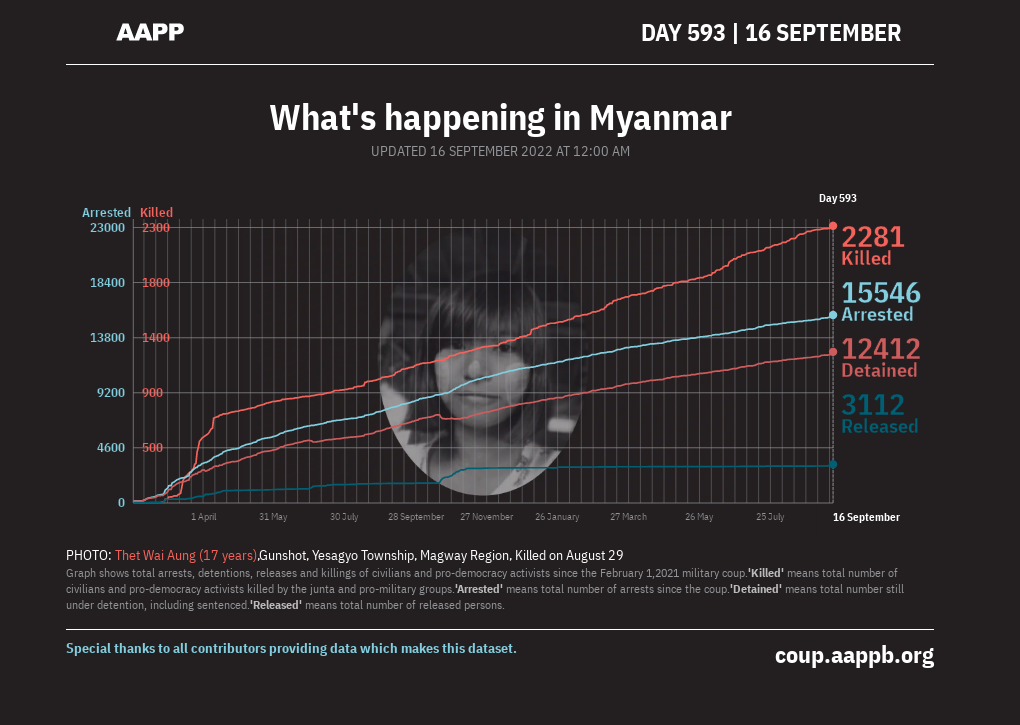 AAPP
DAY 593 | 16 SEPTEMBER
What's happening in Myanmar
UPDATED 16 SEPTEMBER 2022 AT 12:00 AM
Day 593
Arrested Killed
23000 2300
18400 1800
13800 1400
9200 900
4600 500
0
2281
Killed
15546
Arrested
12412
Detained
3112
Released
1 April 31 May 30 July 28 September 27 November 26 January 27 March 26 May 25 July 16 September
PHOTO: Thet Wai Aung (17 years),Gunshot, Yesagyo Township, Magway Region, Killed on August 29
Graph shows total arrests, detentions, releases and killings of civilians and pro-democracy activists since the February 1,2021 military coup.'Killed' means total number of
civilians and pro-democracy activists killed by the junta and pro-military groups.'Arrested' means total number of arrests since the coup.'Detained' means total number still
under detention, including sentenced.'Released' means total number of released persons.
Special thanks to all contributors providing data which makes this dataset.
coup.aappb.org